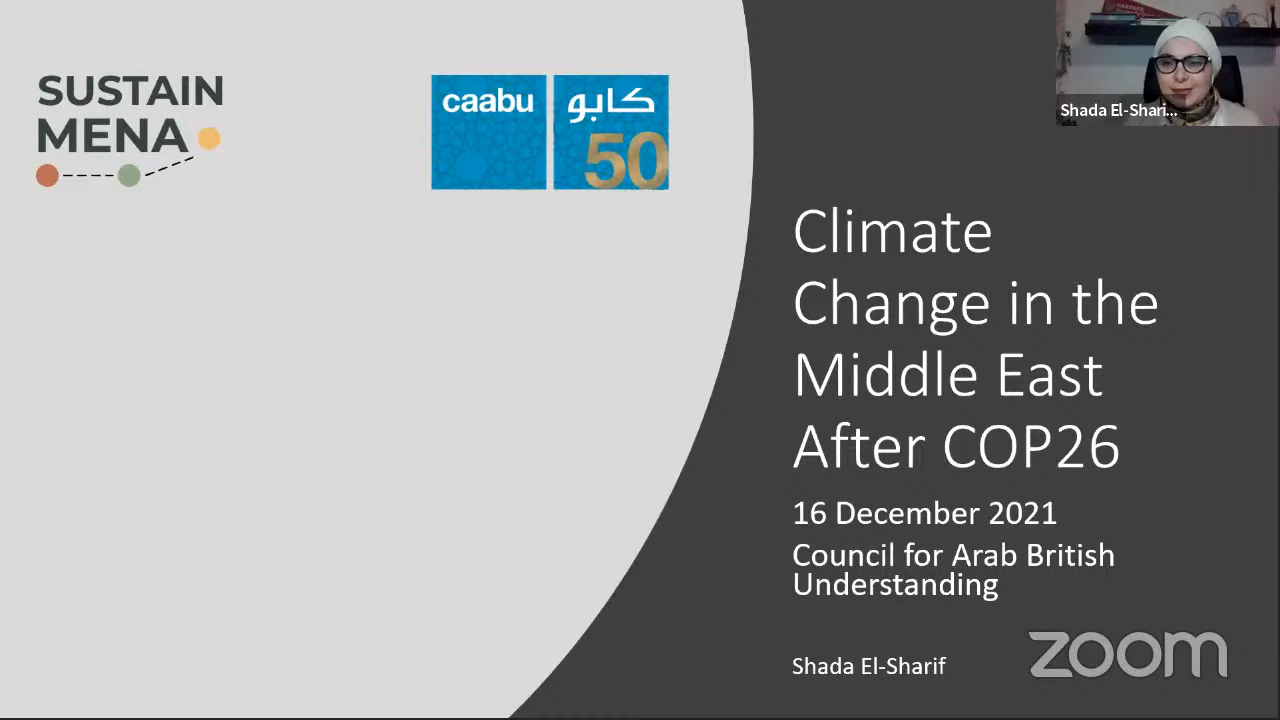 SUSTAIN
MENA
caabu
كابو
50
HARVARD
Shada El-Shari...
Climate
Change in the
Middle East
After COP26
16 December 2021
Council for Arab British
Understanding
Shada El-Sharif
zoom